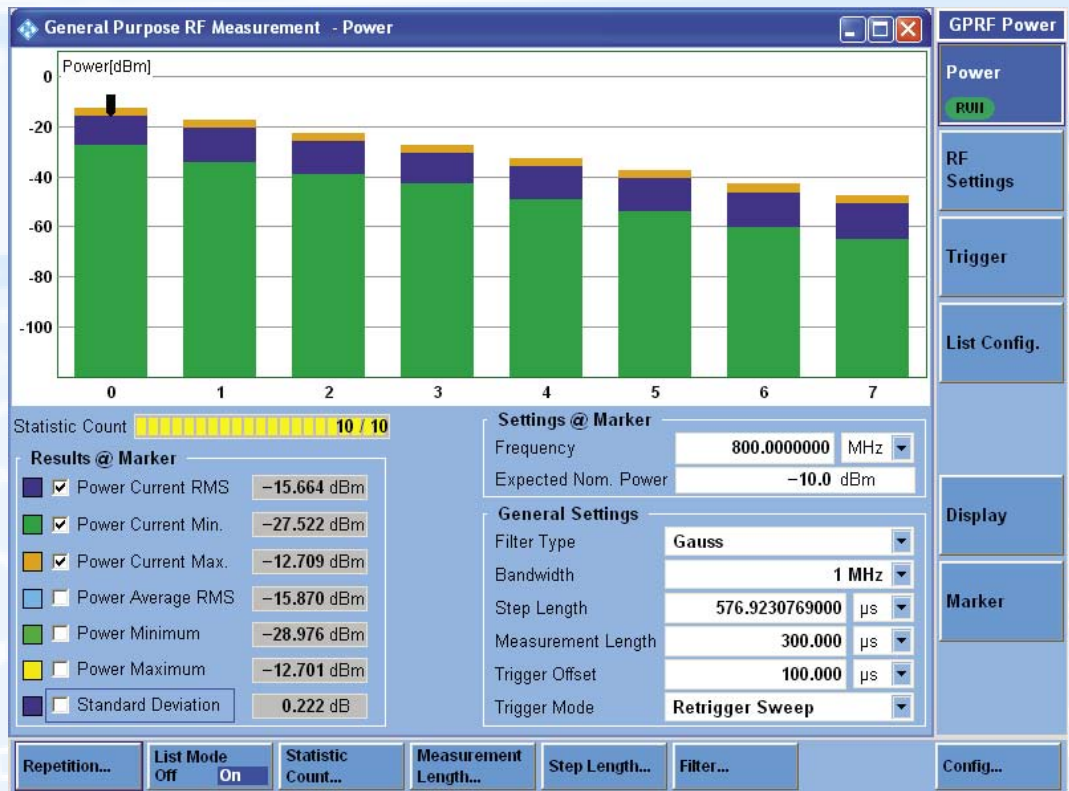 General Purpose RF Measurement - Power
GPRF Power
Power[dBm]
0
-20
-40
-60
-80
-100
0 1 2 3 4 5 6 7
Power
RUN
RF
Settings
Trigger
List Config.
Display
Marker
Statistic Count 10 / 10
Results @ Marker
Power Current RMS −15.664 dBm
Power Current Min. −27.522 dBm
Power Current Max. −12.709 dBm
Power Average RMS −15.870 dBm
Power Minimum −28.976 dBm
Power Maximum −12.701 dBm
Standard Deviation 0.222 dB
Settings @ Marker
Frequency 800.0000000 MHz
Expected Nom. Power −10.0 dBm
General Settings
Filter Type Gauss
Bandwidth 1 MHz
Step Length 576.9230769000 µs
Measurement Length 300.000 µs
Trigger Offset 100.000 µs
Trigger Mode Retrigger Sweep
Repetition...
List Mode
Off On
Statistic
Count...
Measurement
Length...
Step Length...
Filter...
Config...